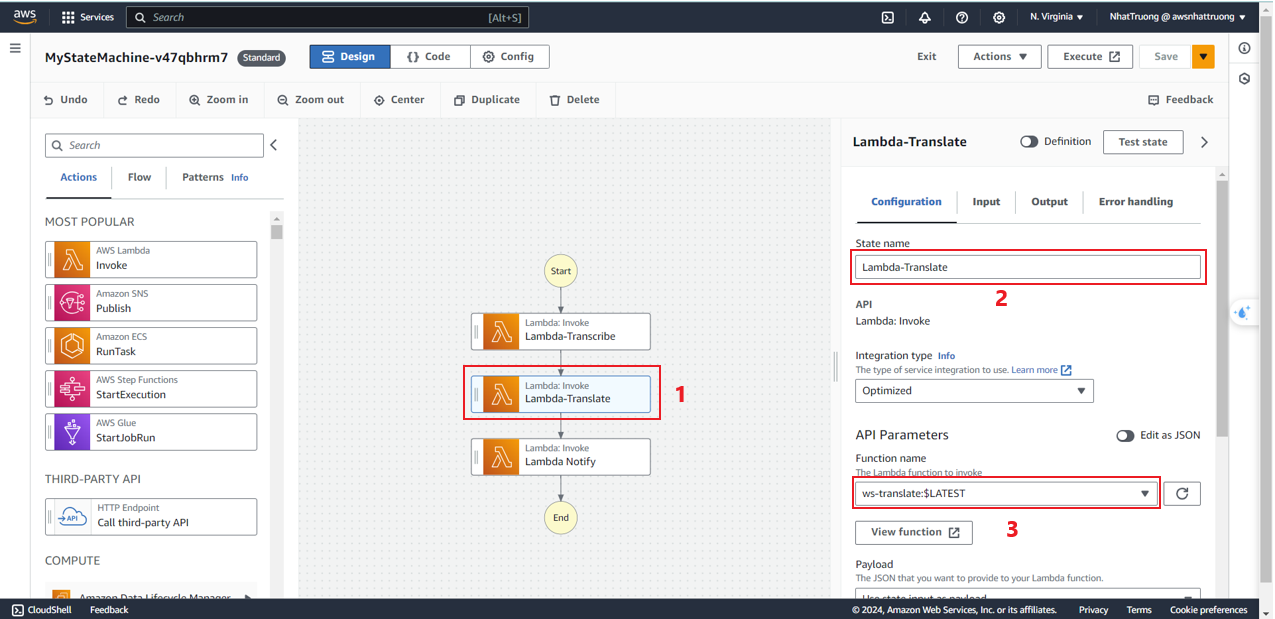 aws
Services
Search
[Alt+S]
N. Virginia
NhatTruong @ awsnhattruong
MyStateMachine-v47qbhrm7
Standard
Design
{} Code
Config
Exit
Actions
Execute
Save
Undo
Redo
Zoom in
Zoom out
Center
Duplicate
Delete
Feedback
Search
Actions
Flow
Patterns Info
MOST POPULAR
AWS Lambda
Invoke
Amazon SNS
Publish
Amazon ECS
RunTask
AWS Step Functions
StartExecution
AWS Glue
StartJobRun
THIRD-PARTY API
API
HTTP Endpoint
Call third-party API
COMPUTE
Amazon Data Lifecycle Manager
Start
Lambda: Invoke
Lambda-Transcribe
Lambda: Invoke
Lambda-Translate
1
Lambda: Invoke
Lambda Notify
End
Lambda-Translate
Definition
Test state
Configuration
Input
Output
Error handling
State name
Lambda-Translate
2
API
Lambda: Invoke
Integration type Info
The type of service integration to use. Learn more
Optimized
API Parameters
Edit as JSON
Function name
The Lambda function to invoke
ws-translate:$LATEST
View function
3
Payload
The JSON that you want to provide to your Lambda function.
Use state input as payload
CloudShell
Feedback
© 2024, Amazon Web Services, Inc. or its affiliates.
Privacy
Terms
Cookie preferences